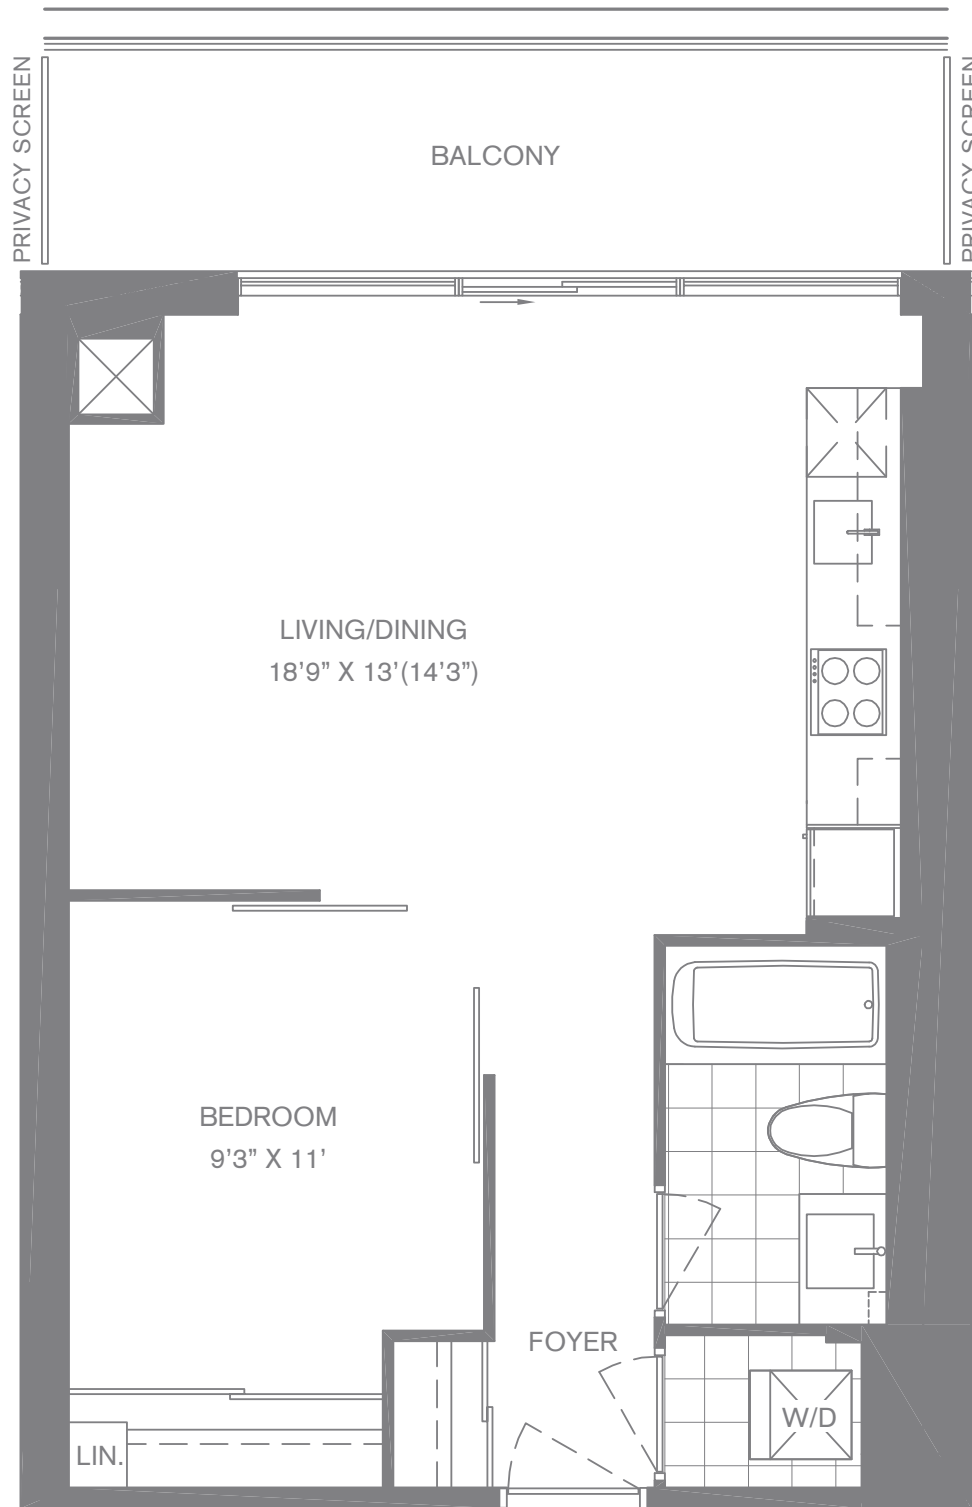 PRIVACY SCREEN
PRIVACY SCREEN
BALCONY
LIVING/DINING
18’9” X 13’(14’3”)
BEDROOM
9’3” X 11’
FOYER
W/D
LIN.